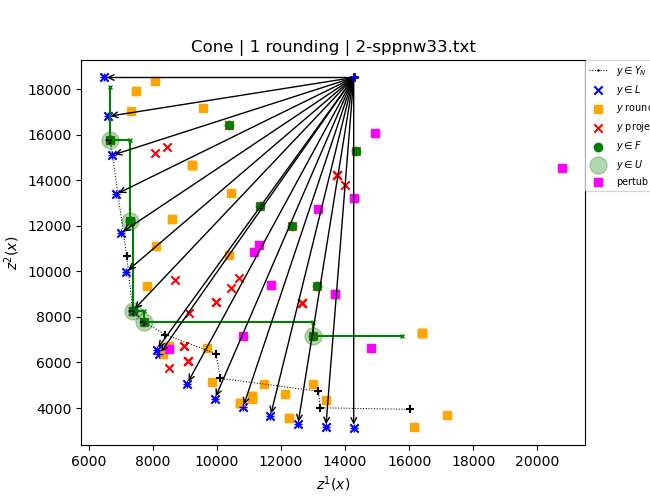 Cone | 1 rounding | 2-sppnw33.txt
z²(x)
18000
16000
14000
12000
10000
8000
6000
4000
6000
8000
10000
12000
14000
16000
18000
20000
z¹(x)
y ∈ Y_N
y ∈ L
y roun
y proje
y ∈ F
y ∈ U
pertub